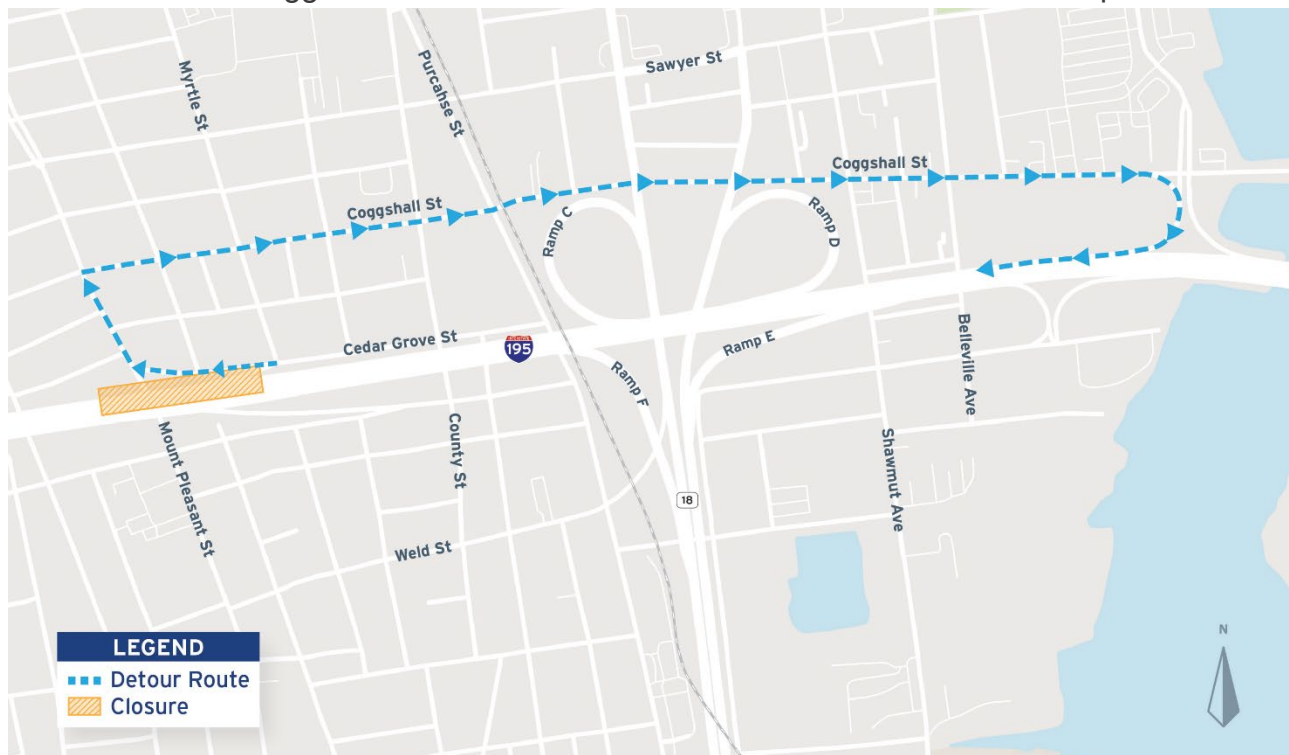 Sawyer St
Myrtle St
Purcahse St
Coggshall St
Coggshall St
Ramp C
Ramp D
Cedar Grove St
195
Ramp E
Ramp F
Belleville Ave
Mount Pleasant St
County St
Shawmut Ave
18
Weld St
N
LEGEND
Detour Route
Closure